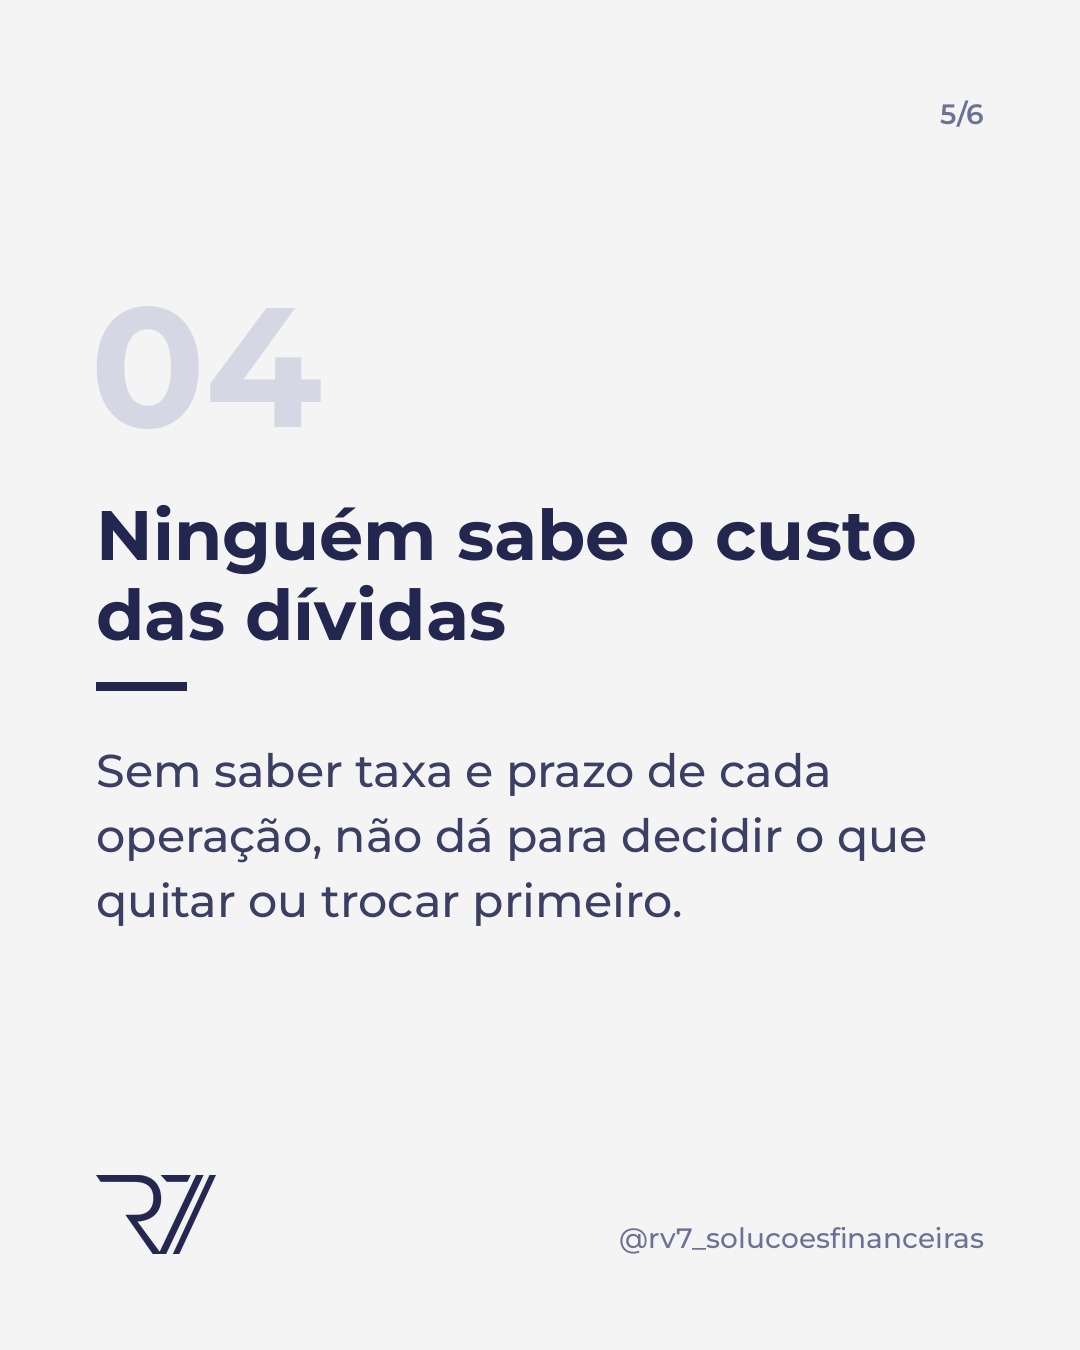 5/6
04
Ninguém sabe o custo
das dívidas
Sem saber taxa e prazo de cada
operação, não dá para decidir o que
quitar ou trocar primeiro.
R7
@rv7_solucoesfinanceiras